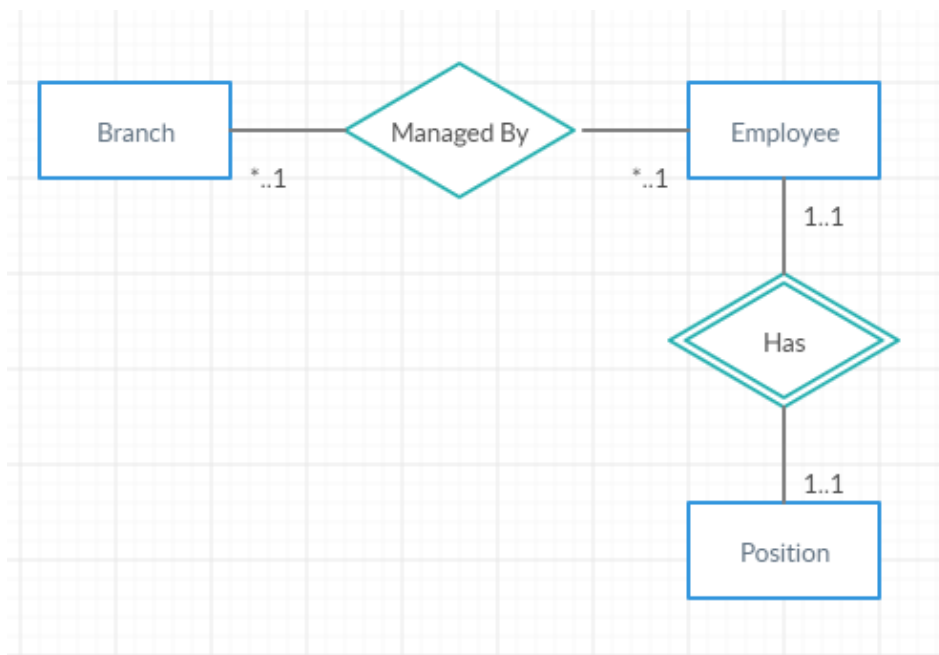 Branch
Managed By
Employee
*..1
*..1
1..1
Has
1..1
Position